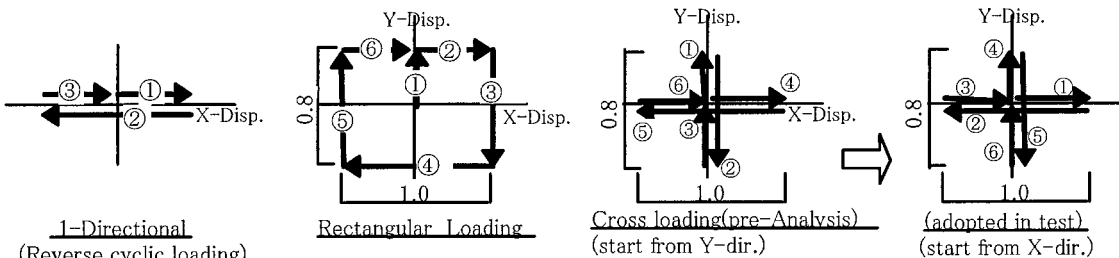 ③ ① X-Disp.
②
1-Directional
(Reverse cyclic loading)
Y-Disp.
⑥ ②
① ③
0.8 X-Disp.
⑤
④
1.0
Rectangular Loading
Y-Disp.
①
⑥ ④
0.8
⑤ ③
②
1.0
Cross loading(pre-Analysis)
(start from Y-dir.)
Y-Disp.
④
③ ①
0.8 X-Disp.
② ⑤
⑥
1.0
(adopted in test)
(start from X-dir.)